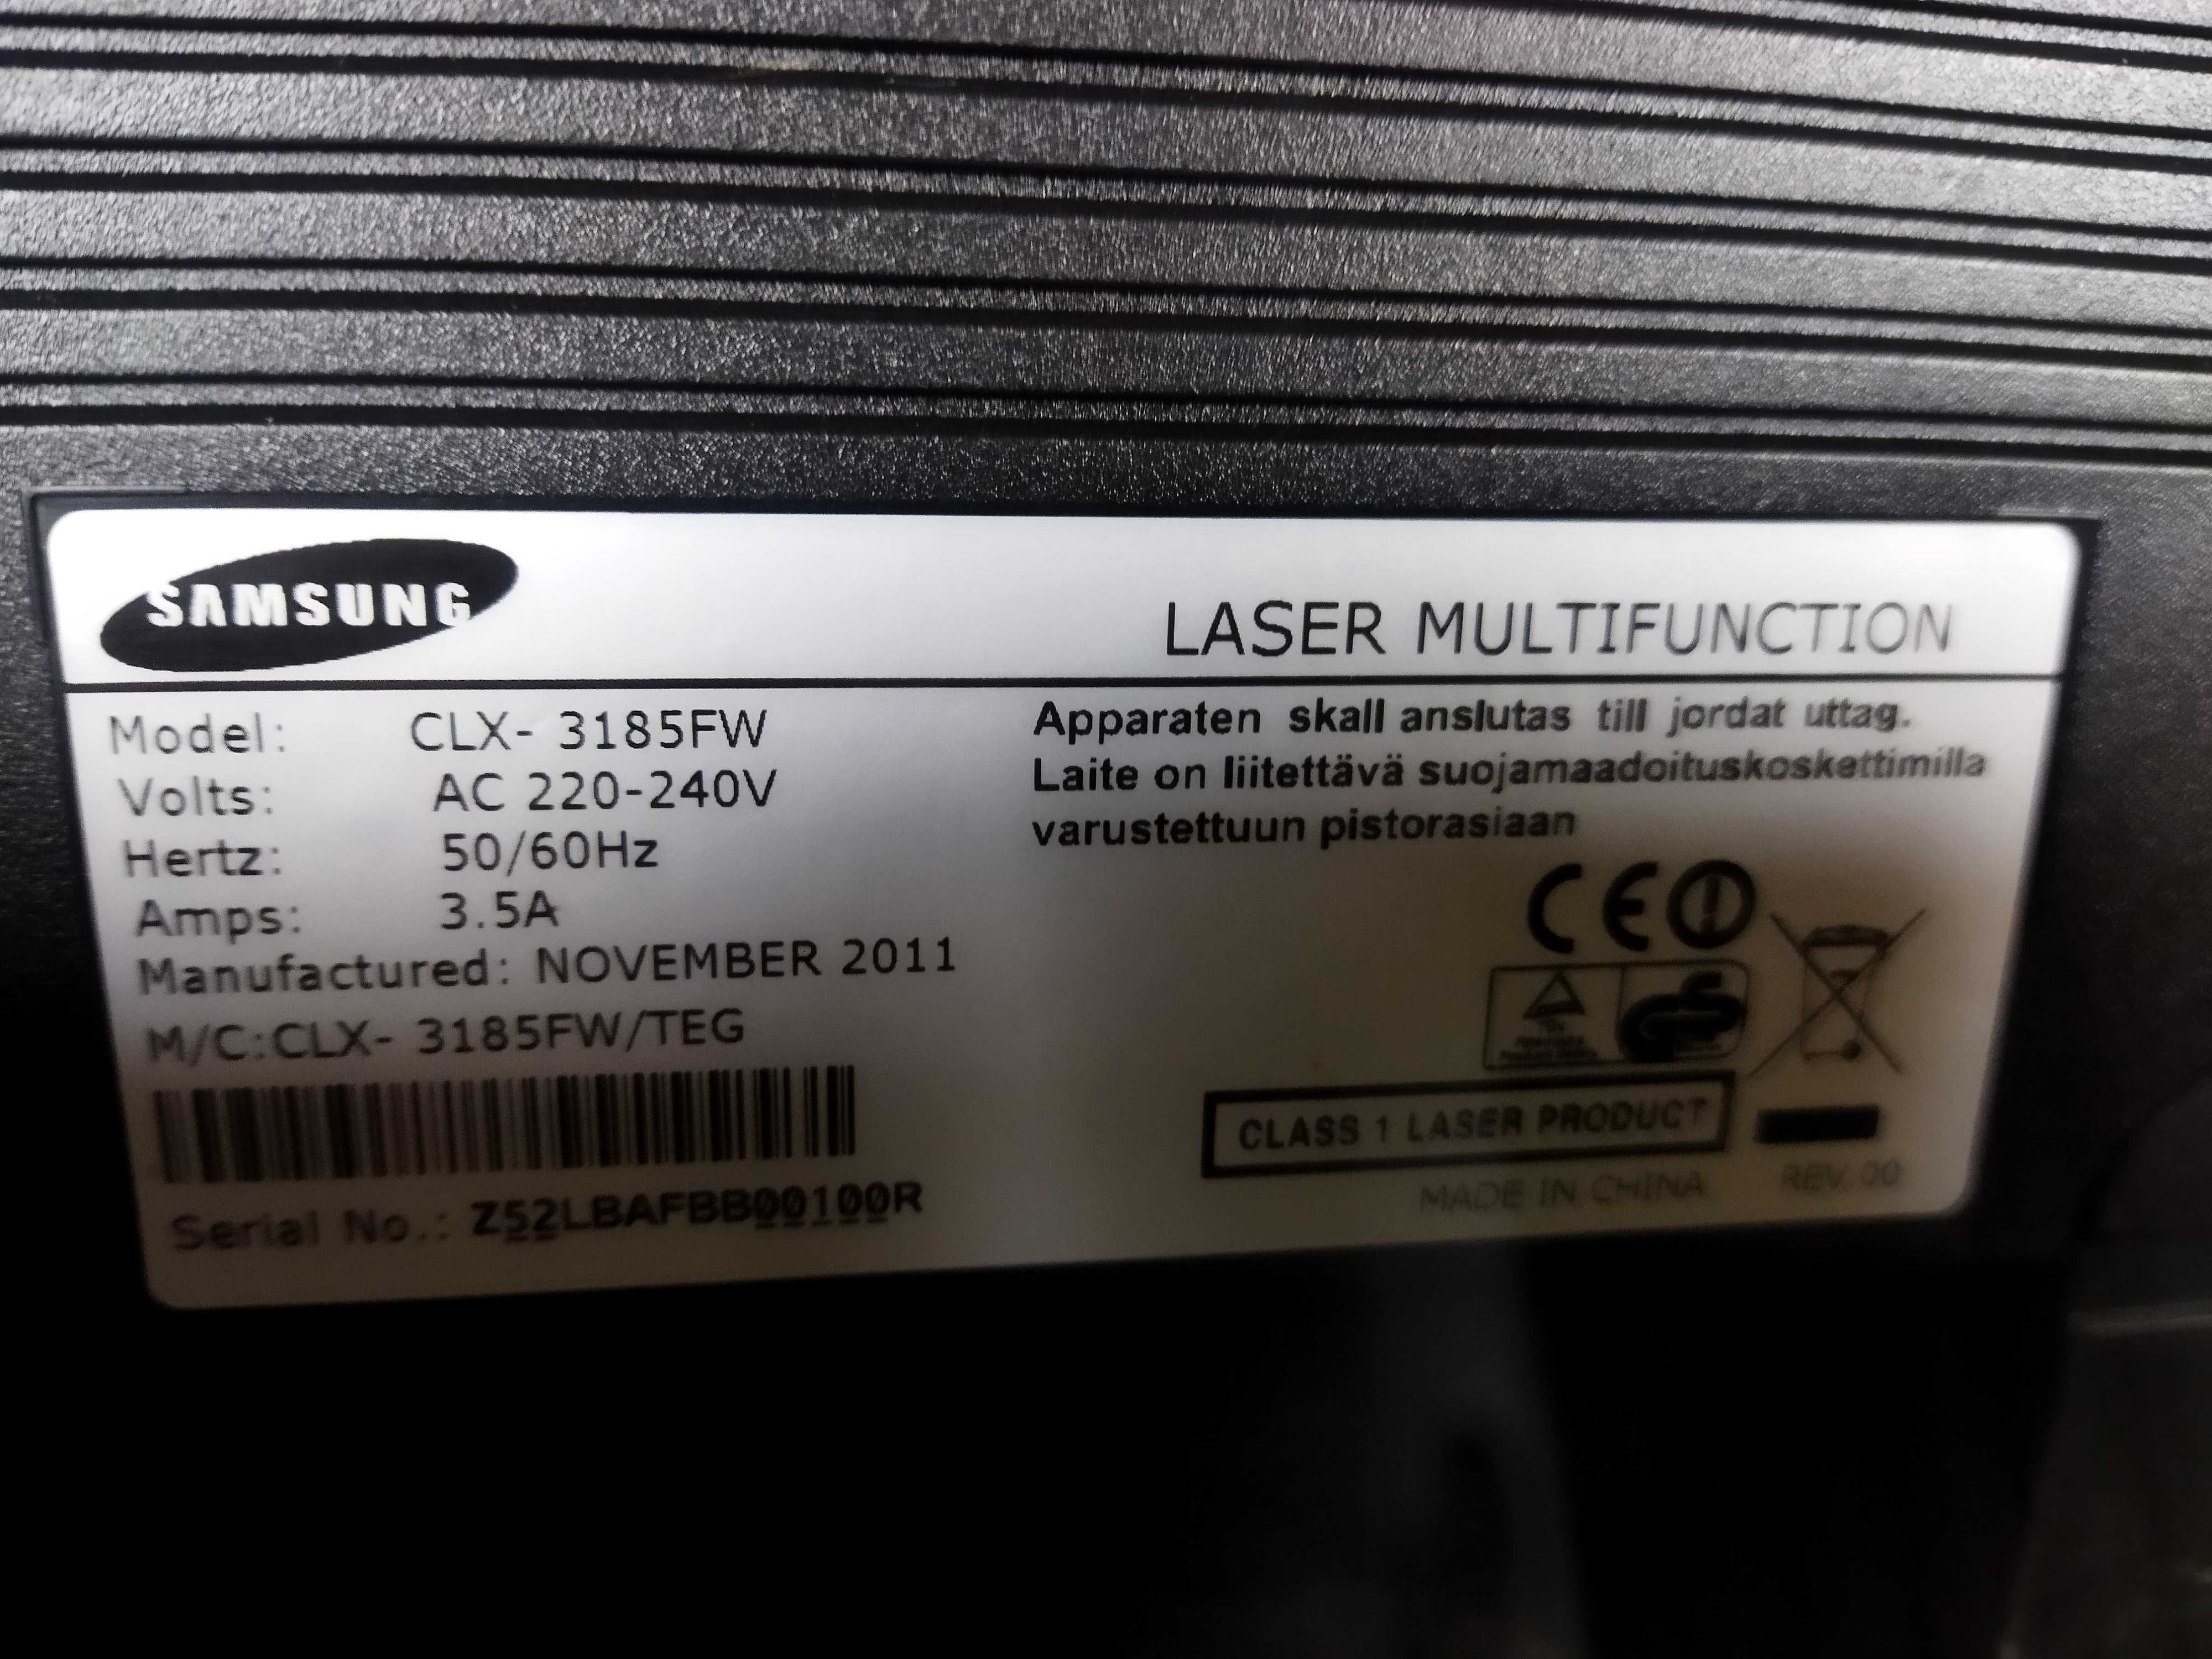 SAMSUNG
LASER MULTIFUNCTION
Model: CLX- 3185FW
Volts: AC 220-240V
Hertz: 50/60Hz
Amps: 3.5A
Manufactured: NOVEMBER 2011
M/C:CLX- 3185FW/TEG
Serial No.: Z52LBAFBB00100R
Apparaten skall anslutas till jordat uttag.
Laite on liitettävä suojamaadoituskoskettimilla
varustettuun pistorasiaan
CE
CLASS 1 LASER PRODUCT
MADE IN CHINA REV.00